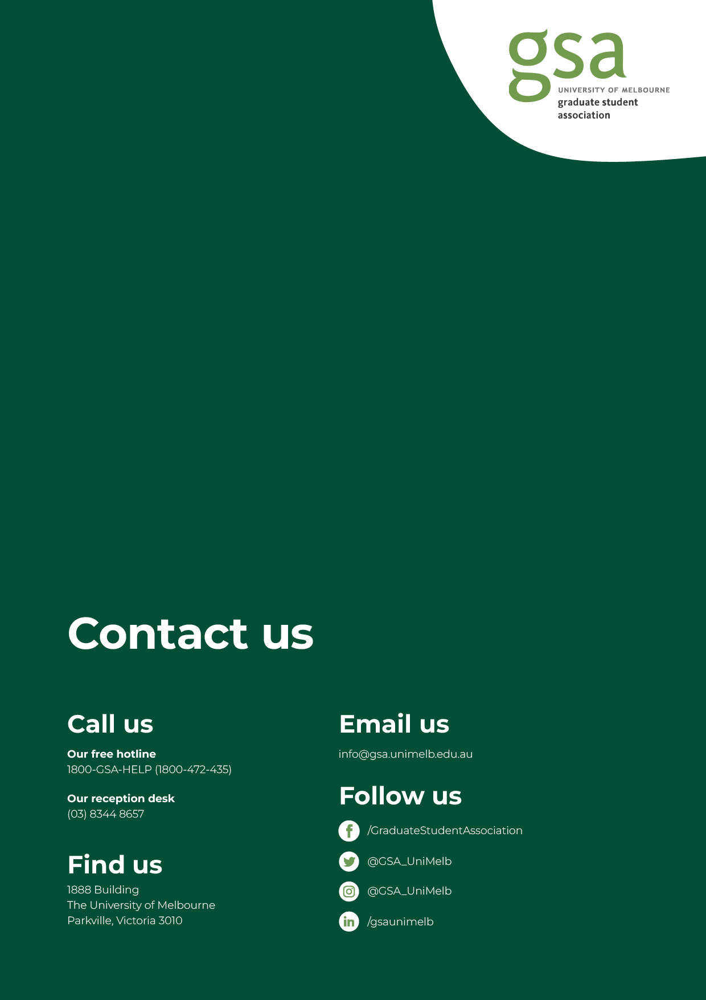 gsa
UNIVERSITY OF MELBOURNE
graduate student
association
Contact us
Call us
Our free hotline
1800-GSA-HELP (1800-472-435)
Our reception desk
(03) 8344 8657
Find us
1888 Building
The University of Melbourne
Parkville, Victoria 3010
Email us
info@gsa.unimelb.edu.au
Follow us
/GraduateStudentAssociation
@GSA_UniMelb
@GSA_UniMelb
/gsaunimelb